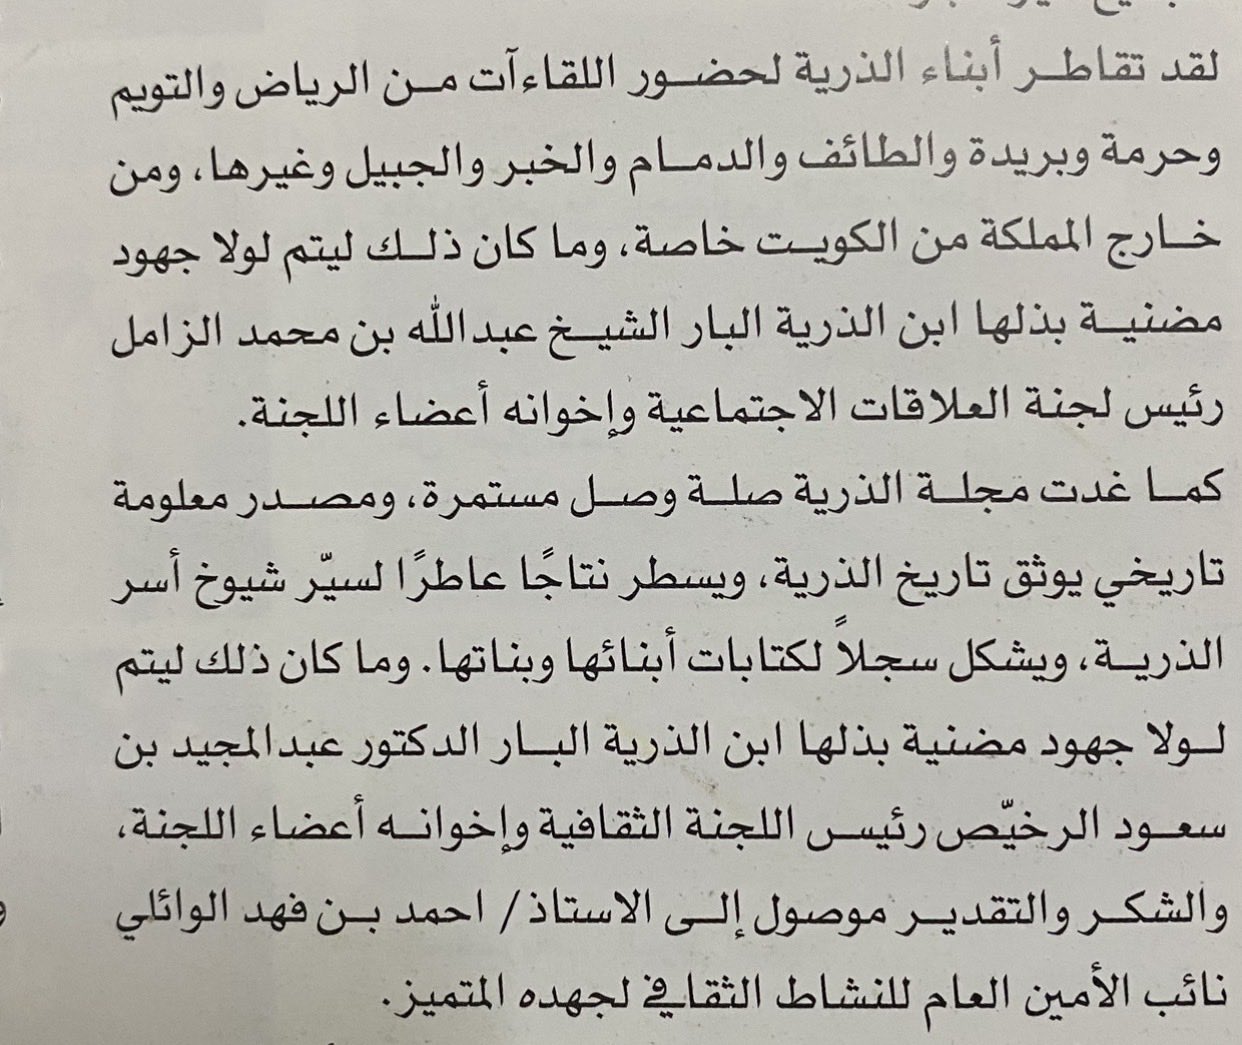 لقد تقاطر أبناء الذرية لحضور اللقاءآت من الرياض والتويم
وحرمة وبريدة والطائف والدمام والخبر والجبيل وغيرها، ومن
خارج المملكة من الكويت خاصة، وما كان ذلك ليتم لولا جهود
مضنية بذلها ابن الذرية البار الشيخ عبدالله بن محمد الزامل
رئيس لجنة العلاقات الاجتماعية وإخوانه أعضاء اللجنة.
كما غدت مجلة الذرية صلة وصل مستمرة، ومصدر معلومة
تاريخي يوثق تاريخ الذرية، ويسطر نتاجًا عاطرًا لسيّر شيوخ أسر
الذرية، ويشكل سجلاً لكتابات أبنائها وبناتها. وما كان ذلك ليتم
لولا جهود مضنية بذلها ابن الذرية البار الدكتور عبدالمجيد بن
سعود الرخيّص رئيس اللجنة الثقافية وإخوانه أعضاء اللجنة،
والشكر والتقدير موصول إلى الاستاذ/ احمد بن فهد الوائلي
نائب الأمين العام للنشاط الثقافي لجهده المتميز.